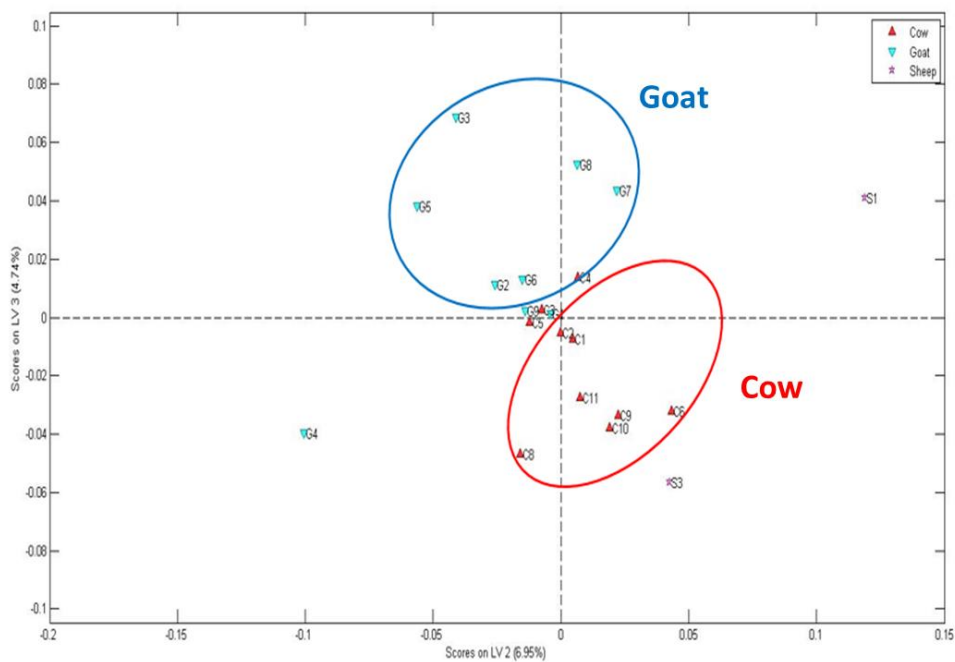 0.1
0.08
0.06
0.04
0.02
0
-0.02
-0.04
-0.06
-0.08
-0.1
Scores on LV 3 (4.74%)
Cow
Goat
Sheep
Goat
G3
G8
G7
G5
S1
G6
G2
C4
G9
C5
C2
C1
Cow
C11
C6
C9
C10
G4
C8
S3
-0.2
-0.15
-0.1
-0.05
0
0.05
0.1
0.15
Scores on LV 2 (6.95%)